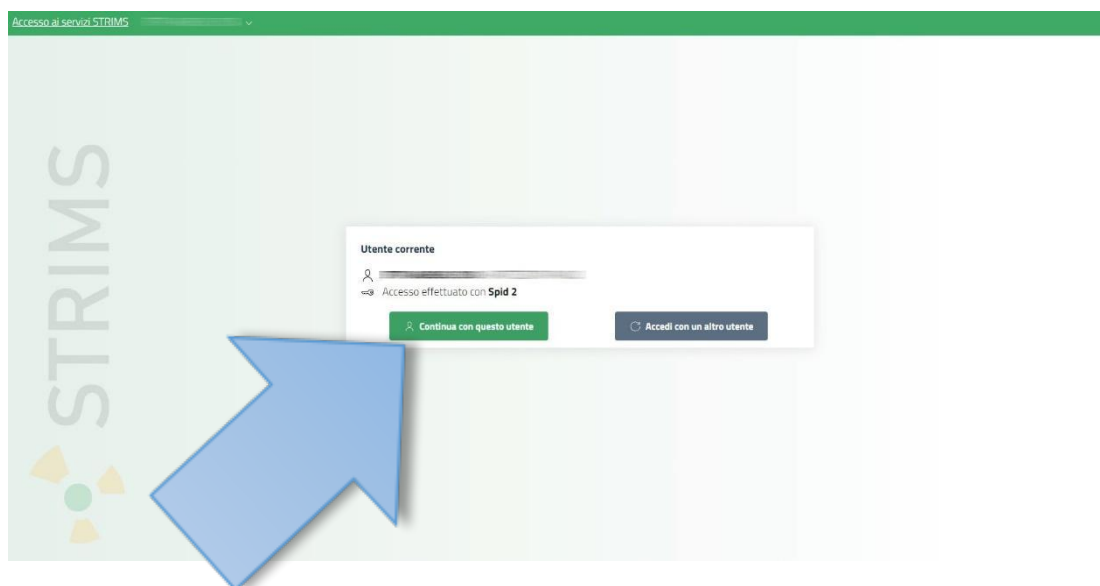 Accesso ai servizi STRIMS
STRIMS
Utente corrente
Accesso effettuato con Spid 2
Continua con questo utente
Accedi con un altro utente